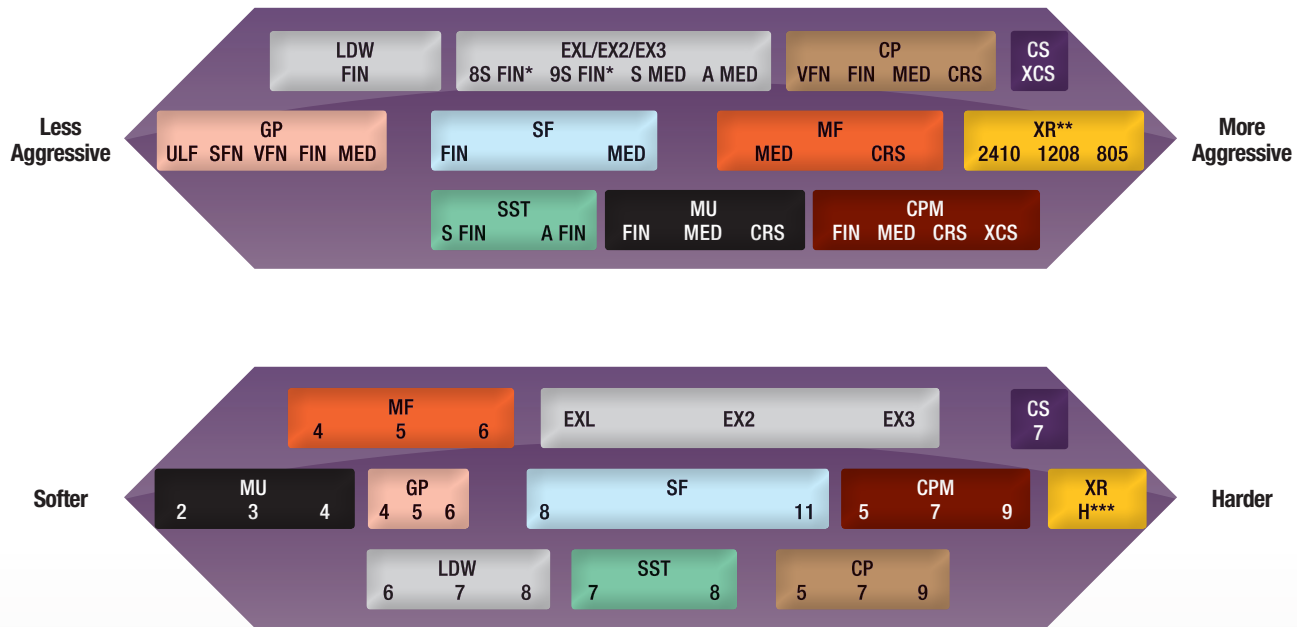 LDW
FIN
EXL/EX2/EX3
8S FIN* 9S FIN* S MED A MED
CP
VFN FIN MED CRS
CS
XCS
Less
Aggressive
GP
ULF SFN VFN FIN MED
SF
FIN MED
MF
MED CRS
XR**
2410 1208 805
More
Aggressive
SST
S FIN A FIN
MU
FIN MED CRS
CPM
FIN MED CRS XCS
MF
4 5 6
EXL EX2 EX3
CS
7
Softer
MU
2 3 4
GP
4 5 6
SF
8 11
CPM
5 7 9
XR
H***
Harder
LDW
6 7 8
SST
7 8
CP
5 7 9